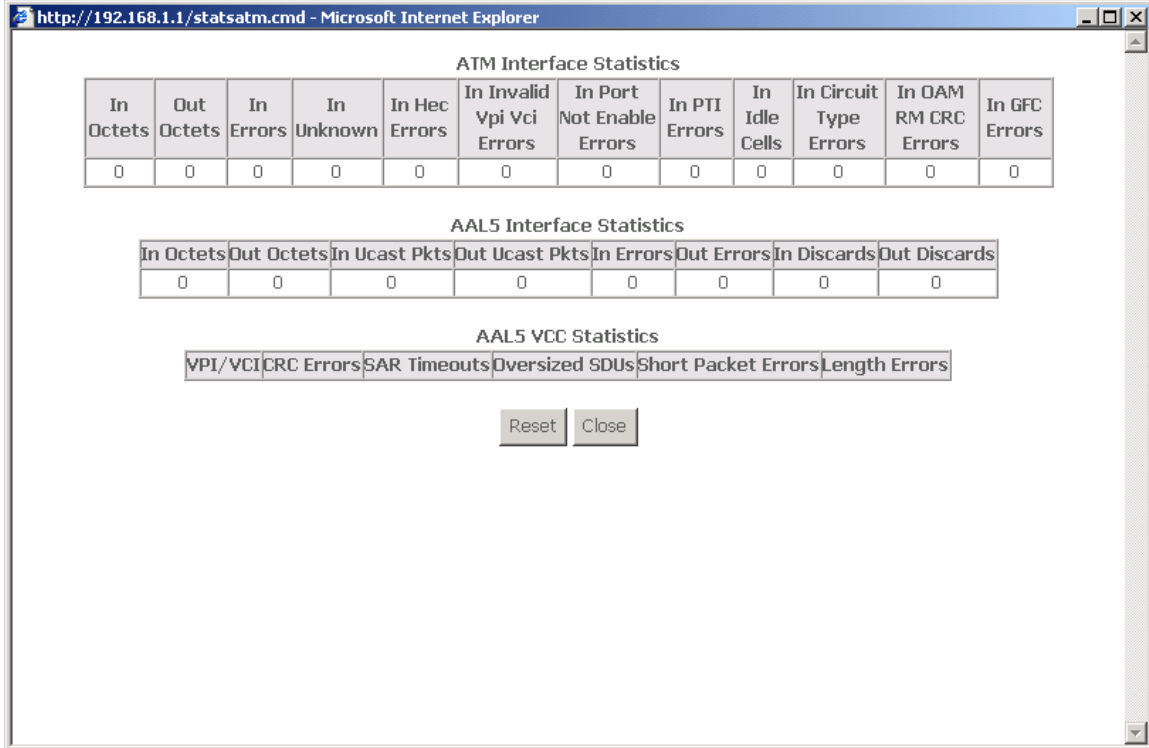 http://192.168.1.1/statsatm.cmd - Microsoft Internet Explorer
ATM Interface Statistics
In Octets Out Octets In Errors In Unknown In Hec Errors In Invalid Vpi Vci Errors In Port Not Enable Errors In PTI Errors In Idle Cells In Circuit Type Errors In OAM RM CRC Errors In GFC Errors
0 0 0 0 0 0 0 0 0 0 0 0
AAL5 Interface Statistics
In Octets Out Octets In Ucast Pkts Out Ucast Pkts In Errors Out Errors In Discards Out Discards
0 0 0 0 0 0 0 0
AAL5 VCC Statistics
VPI/VCI CRC Errors SAR Timeouts Oversized SDUs Short Packet Errors Length Errors
Reset Close